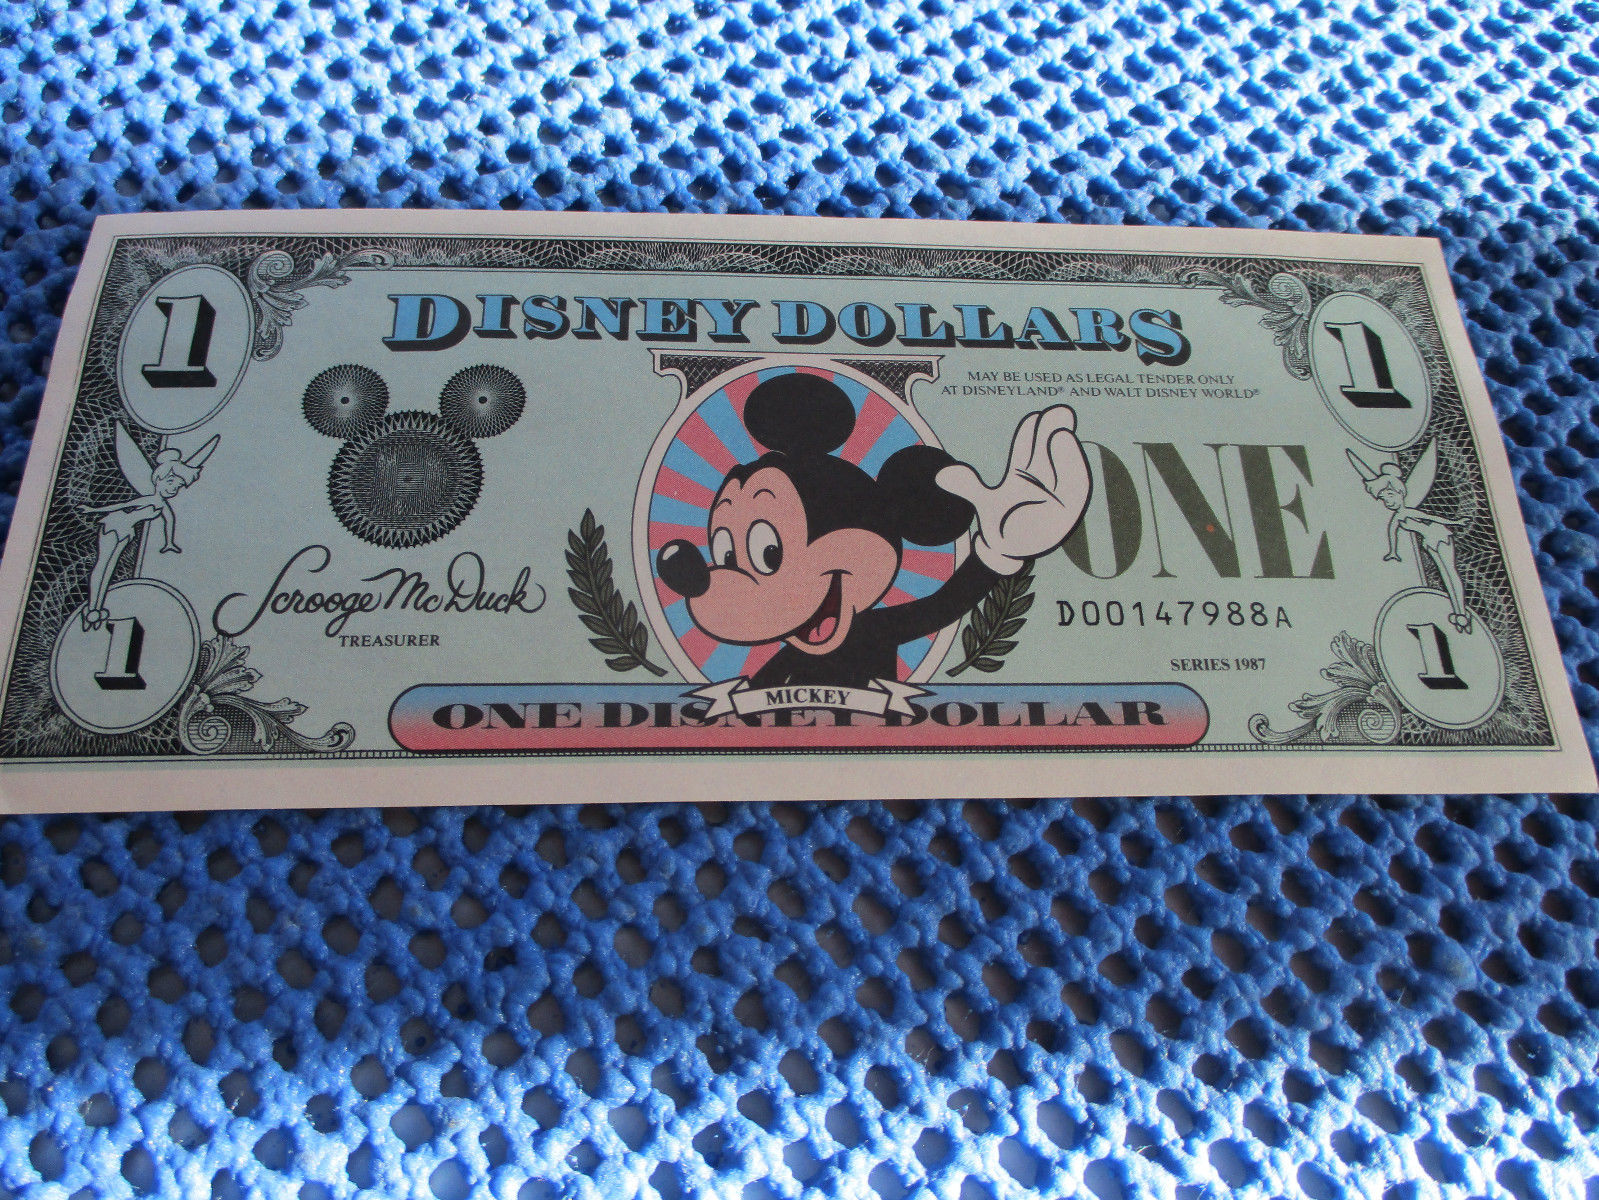 1 DISNEY DOLLARS 1
MAY BE USED AS LEGAL TENDER ONLY
AT DISNEYLAND® AND WALT DISNEY WORLD®
ONE
Scrooge McDuck
TREASURER
D00147988A
SERIES 1987
1 1
MICKEY
ONE DISNEY DOLLAR